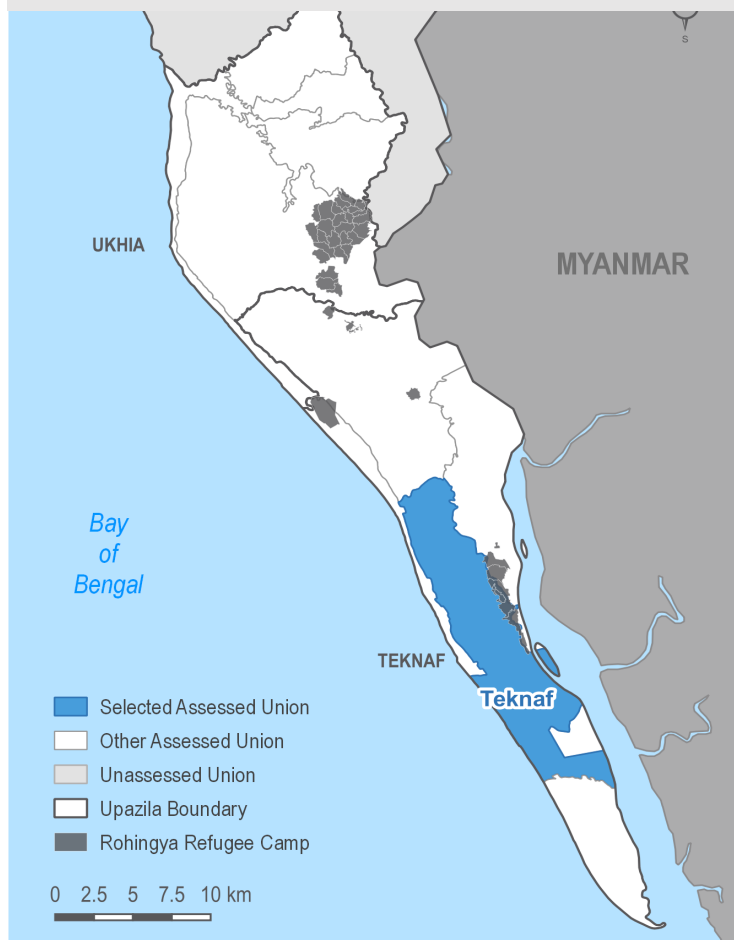 S
UKHIA
MYANMAR
Bay
of
Bengal
TEKNAF
Teknaf
Selected Assessed Union
Other Assessed Union
Unassessed Union
Upazila Boundary
Rohingya Refugee Camp
0 2.5 5 7.5 10 km